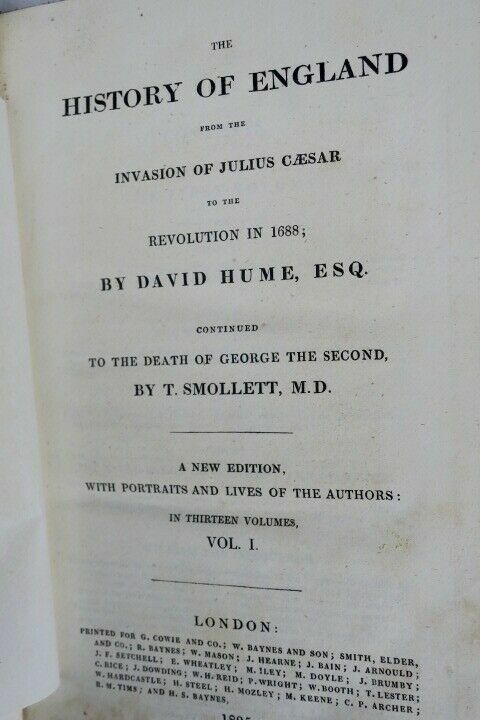 THE
HISTORY OF ENGLAND
FROM THE
INVASION OF JULIUS CÆSAR
TO THE
REVOLUTION IN 1688;
BY DAVID HUME, ESQ.
CONTINUED
TO THE DEATH OF GEORGE THE SECOND,
BY T. SMOLLETT, M.D.
A NEW EDITION,
WITH PORTRAITS AND LIVES OF THE AUTHORS:
IN THIRTEEN VOLUMES,
VOL. I.
LONDON:
PRINTED FOR G. COWIE AND CO.; W. BAYNES AND SON; SMITH, ELDER,
AND CO.; R. BAYNES; W. MASON; J. HEARNE; J. BAIN; J. ARNOULD;
J. F. SETCHELL; E. WHEATLEY; M. ILEY; M. DOYLE; J. BRUMBY;
C. RICE; J. DOWDING; W. H. REID; P. WRIGHT; W. BOOTH; T. LESTER;
W. HARDCASTLE; H. STEEL; H. MOZLEY; M. KEENE; C. P. ARCHER;
R. M. TIMS; AND H. S. BAYNES,